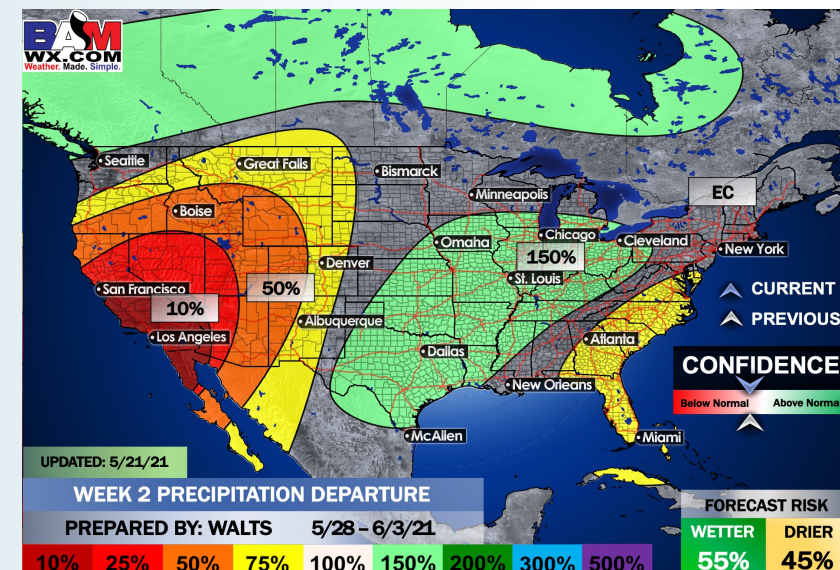 BAM
WX.COM
Weather. Made. Simple.
Seattle
Great Falls
Bismarck
Minneapolis
EC
Boise
Omaha
Chicago
Cleveland
New York
150%
Denver
St. Louis
San Francisco
50%
10%
CURRENT
PREVIOUS
Albuquerque
Los Angeles
Atlanta
Dallas
CONFIDENCE
New Orleans
Below Normal
Above Norma
McAllen
Miami
UPDATED: 5/21/21
WEEK 2 PRECIPITATION DEPARTURE
PREPARED BY: WALTS 5/28 – 6/3/21
10% 25% 50% 75% 100% 150% 200% 300% 500%
FORECAST RISK
WETTER DRIER
55% 45%